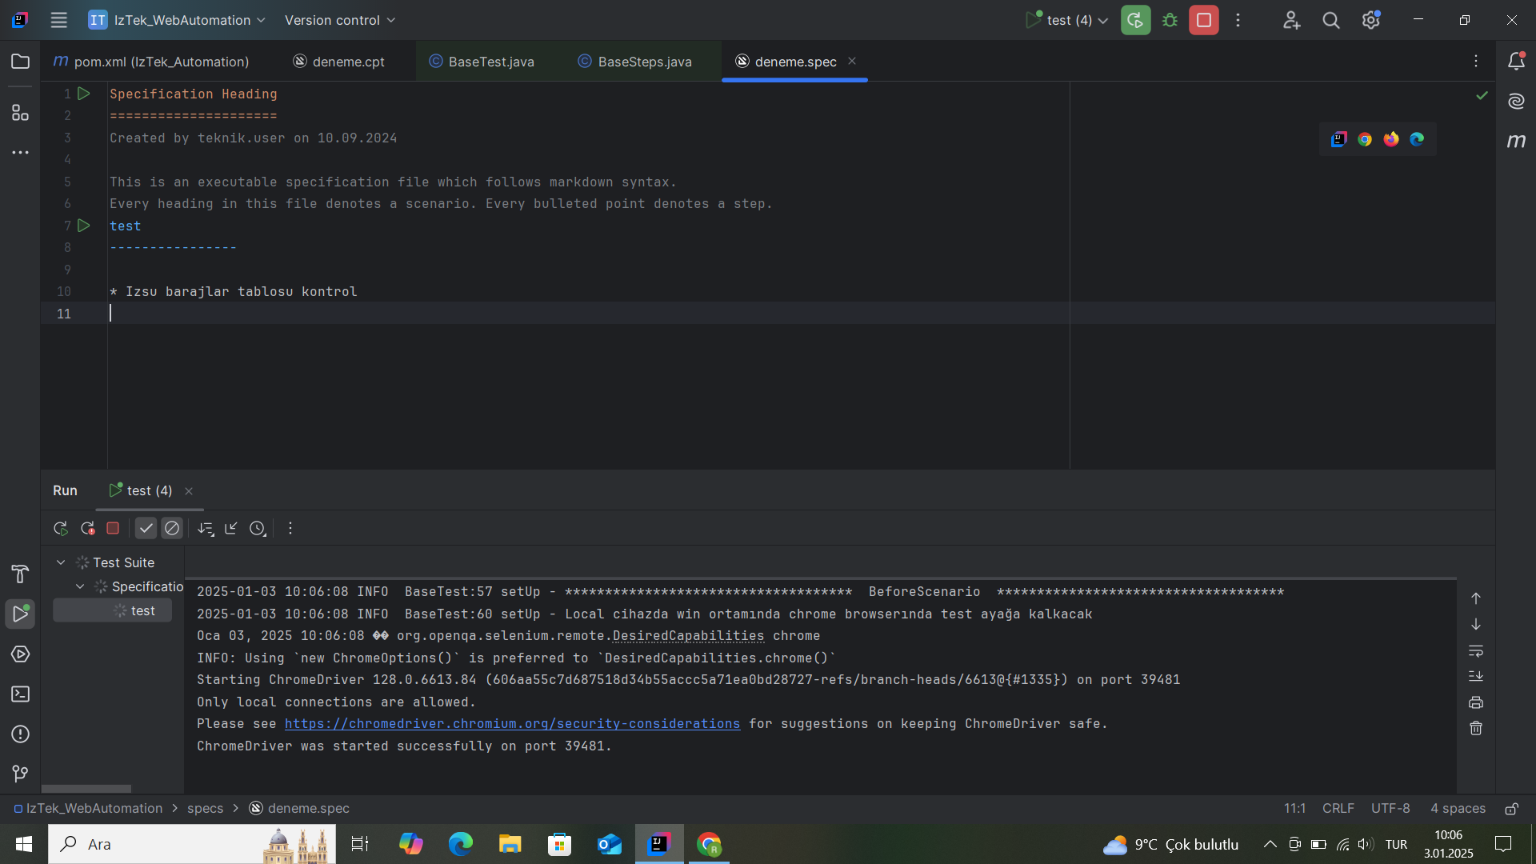 IT IzTek_WebAutomation Version control test (4)
pom.xml (IzTek_Automation) deneme.cpt BaseTest.java BaseSteps.java deneme.spec
1 Specification Heading
2 =====================
3 Created by teknik.user on 10.09.2024
4
5 This is an executable specification file which follows markdown syntax.
6 Every heading in this file denotes a scenario. Every bulleted point denotes a step.
7 test
8 ----------------
9
10 * Izsu barajlar tablosu kontrol
11
Run test (4)
Test Suite
Specificatio
test
2025-01-03 10:06:08 INFO  BaseTest:57 setUp - ************************************  BeforeScenario  ************************************
2025-01-03 10:06:08 INFO  BaseTest:60 setUp - Local cihazda win ortamında chrome browserında test ayağa kalkacak
Oca 03, 2025 10:06:08 �� org.openqa.selenium.remote.DesiredCapabilities chrome
INFO: Using `new ChromeOptions()` is preferred to `DesiredCapabilities.chrome()`
Starting ChromeDriver 128.0.6613.84 (606aa55c7d687518d34b55accc5a71ea0bd28727-refs/branch-heads/6613@{#1335}) on port 39481
Only local connections are allowed.
Please see https://chromedriver.chromium.org/security-considerations for suggestions on keeping ChromeDriver safe.
ChromeDriver was started successfully on port 39481.
IzTek_WebAutomation > specs > deneme.spec 11:1 CRLF UTF-8 4 spaces
Ara 9°C Çok bulutlu TUR 10:06
3.01.2025